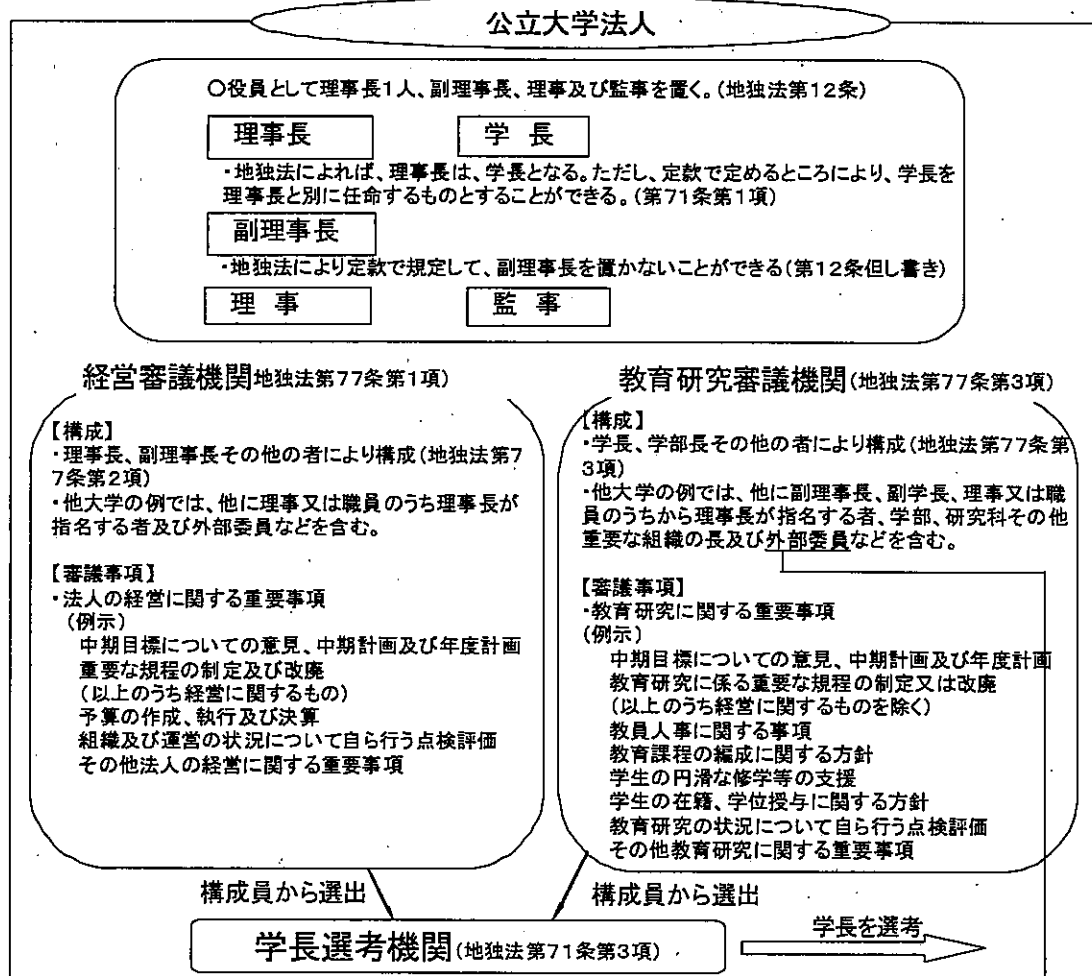 公立大学法人
○役員として理事長1人、副理事長、理事及び監事を置く。(地独法第12条)
理事長
学 長
・地独法によれば、理事長は、学長となる。ただし、定款で定めるところにより、学長を
理事長と別に任命するものとすることができる。(第71条第1項)
副理事長
・地独法により定款で規定して、副理事長を置かないことができる(第12条但し書き)
理 事
監 事
経営審議機関地独法第77条第1項)
【構成】
・理事長、副理事長その他の者により構成(地独法第7
7条第2項)
・他大学の例では、他に理事又は職員のうち理事長が
指名する者及び外部委員などを含む。
【審議事項】
・法人の経営に関する重要事項
(例示)
中期目標についての意見、中期計画及び年度計画
重要な規程の制定及び改廃
(以上のうち経営に関するもの)
予算の作成、執行及び決算
組織及び運営の状況について自ら行う点検評価
その他法人の経営に関する重要事項
教育研究審議機関(地独法第77条第3項)
【構成】
・学長、学部長その他の者により構成(地独法第77条第
3項)
・他大学の例では、他に副理事長、副学長、理事又は職
員のうちから理事長が指名する者、学部、研究科その他
重要な組織の長及び外部委員などを含む。
【審議事項】
・教育研究に関する重要事項
(例示)
中期目標についての意見、中期計画及び年度計画
教育研究に係る重要な規程の制定又は改廃
(以上のうち経営に関するものを除く)
教員人事に関する事項
教育課程の編成に関する方針
学生の円滑な修学等の支援
学生の在籍、学位授与に関する方針
教育研究の状況について自ら行う点検評価
その他教育研究に関する重要事項
構成員から選出
構成員から選出
学長選考機関(地独法第71条第3項)
学長を選考